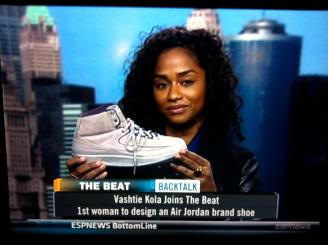 THE BEAT BACKTALK
Vashtie Kola Joins The Beat
1st woman to design an Air Jordan brand shoe
ESPNEWS BottomLine ESPNEWS